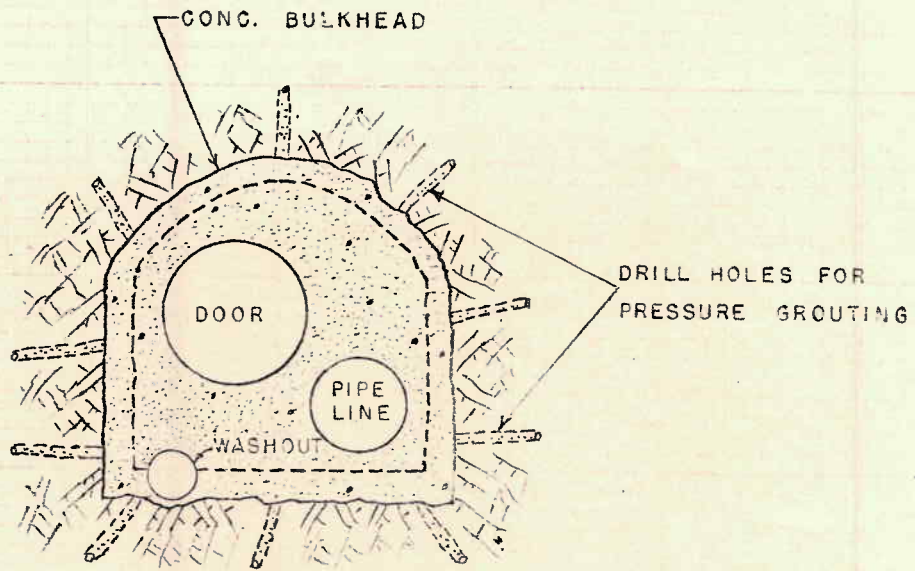 CONC. BULKHEAD
DRILL HOLES FOR
PRESSURE GROUTING
DOOR
PIPE
LINE
WASHOUT